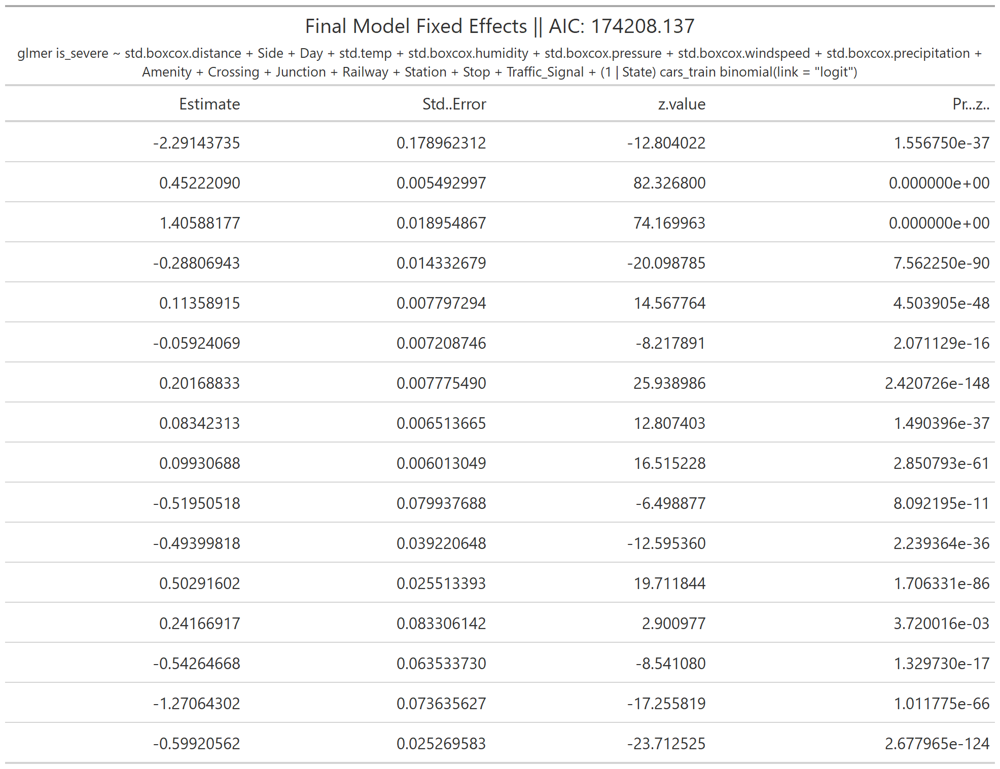 Final Model Fixed Effects || AIC: 174208.137
glmer is_severe ~ std.boxcox.distance + Side + Day + std.temp + std.boxcox.humidity + std.boxcox.pressure + std.boxcox.windspeed + std.boxcox.precipitation +
Amenity + Crossing + Junction + Railway + Station + Stop + Traffic_Signal + (1 | State) cars_train binomial(link = "logit")
Estimate Std..Error z.value Pr...z..
-2.29143735 0.178962312 -12.804022 1.556750e-37
0.45222090 0.005492997 82.326800 0.000000e+00
1.40588177 0.018954867 74.169963 0.000000e+00
-0.28806943 0.014332679 -20.098785 7.562250e-90
0.11358915 0.007797294 14.567764 4.503905e-48
-0.05924069 0.007208746 -8.217891 2.071129e-16
0.20168833 0.007775490 25.938986 2.420726e-148
0.08342313 0.006513665 12.807403 1.490396e-37
0.09930688 0.006013049 16.515228 2.850793e-61
-0.51950518 0.079937688 -6.498877 8.092195e-11
-0.49399818 0.039220648 -12.595360 2.239364e-36
0.50291602 0.025513393 19.711844 1.706331e-86
0.24166917 0.083306142 2.900977 3.720016e-03
-0.54264668 0.063533730 -8.541080 1.329730e-17
-1.27064302 0.073635627 -17.255819 1.011775e-66
-0.59920562 0.025269583 -23.712525 2.677965e-124